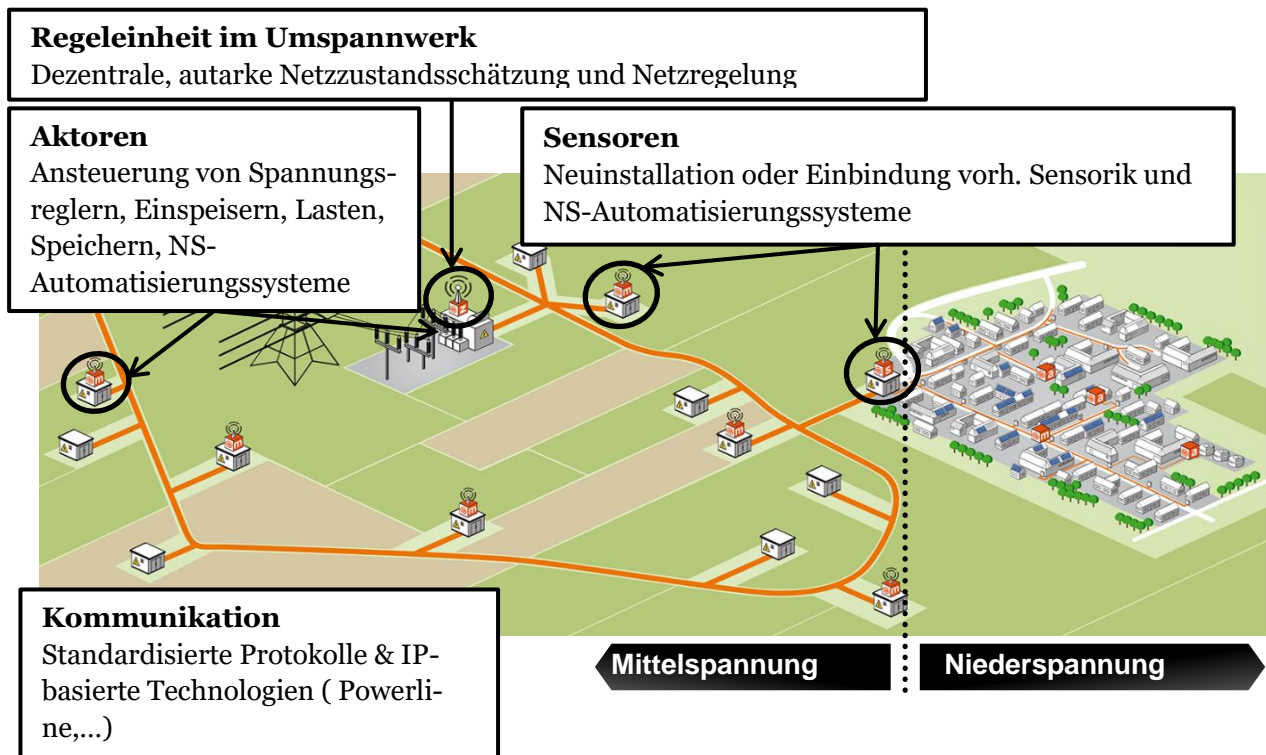 Regeleinheit im Umspannwerk
Dezentrale, autarke Netzzustandsschätzung und Netzregelung
Aktoren
Ansteuerung von Spannungs-
reglern, Einspeisern, Lasten,
Speichern, NS-
Automatisierungssysteme
Sensoren
Neuinstallation oder Einbindung vorh. Sensorik und
NS-Automatisierungssysteme
m
s
m
m
m
m
m
a
a
m
a
Kommunikation
Standardisierte Protokolle & IP-
basierte Technologien ( Powerli-
ne,...)
Mittelspannung
Niederspannung